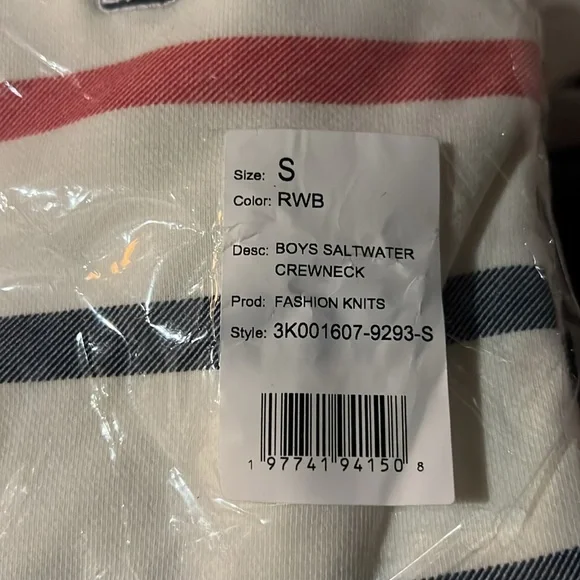 Size: S
Color: RWB
Desc: BOYS SALTWATER
CREWNECK
Prod: FASHION KNITS
Style: 3K001607-9293-S
1 97741 94150 8